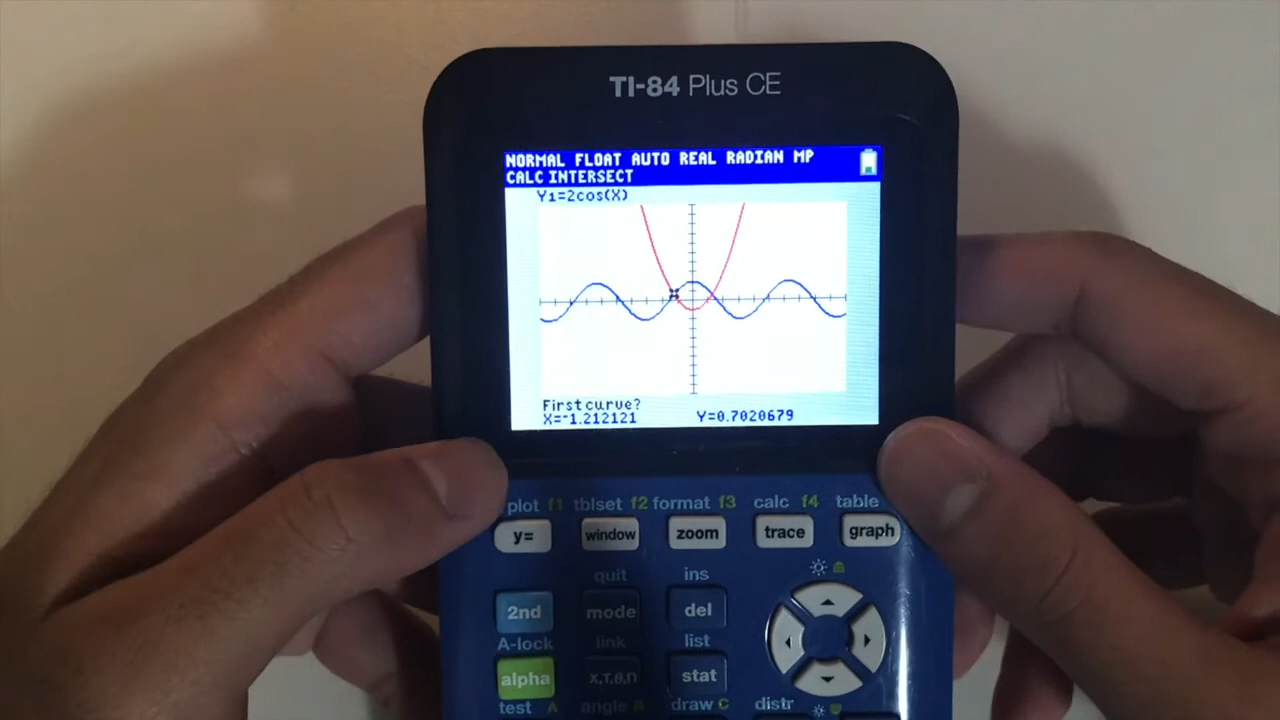 TI-84 Plus CE
NORMAL FLOAT AUTO REAL RADIAN MP
CALC INTERSECT
Y1=2cos(X)
First curve?
X=-1.212121 Y=0.7020679
plot f1 tblset f2 format f3 calc f4 table
y= window zoom trace graph
quit ins
2nd mode del
A-lock link list
alpha X,T,θ,n stat
test A angle B draw C distr